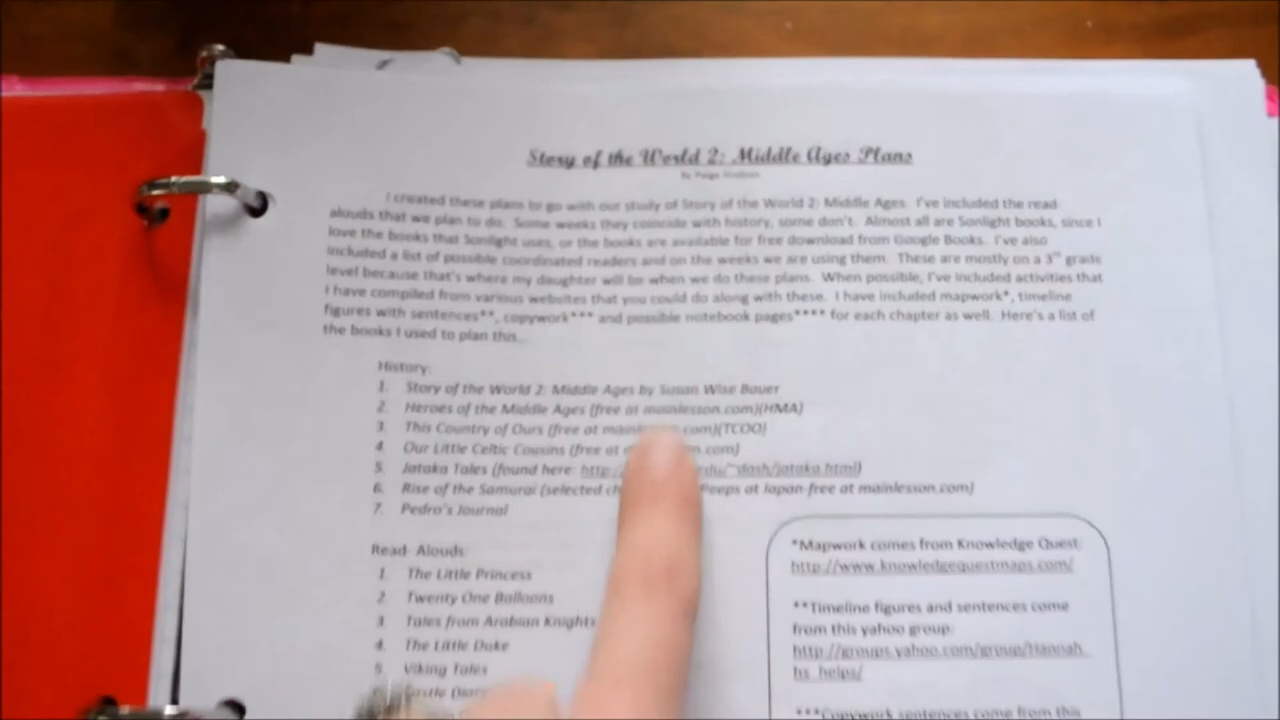 Story of the World 2: Middle Ages Plans
By Paige
I created these plans to go with our study of Story of the World 2: Middle Ages. I've included the read
alouds that we plan to do. Some weeks they coincide with history, some don't. Almost all are Sonlight books, since I
love the books that Sonlight uses, or the books are available for free download from Google Books. I've also
included a list of possible coordinated readers and on the weeks we are using them. These are mostly on a 3rd grade
level because that's where my daughter will be when we do these plans. When possible, I've included activities that
I have compiled from various websites that you could do along with these. I have included mapwork*, timeline
figures with sentences**, copywork*** and possible notebook pages**** for each chapter as well. Here's a list of
the books I used to plan this...
History:
1. Story of the World 2: Middle Ages by Susan Wise Bauer
2. Heroes of the Middle Ages (free at mainlesson.com)(HMA)
3. This Country of Ours (free at mainlesson.com)(TCOO)
4. Our Little Celtic Cousins (free at n.com)
5. Jataka Tales (found here: http:// edu/~dash/jataka.html)
6. Rise of the Samurai (selected ch Peeps at Japan-free at mainlesson.com)
7. Pedro's Journal
Read- Alouds:
1. The Little Princess
2. Twenty One Balloons
3. Tales from Arabian Knights
4. The Little Duke
5. Viking Tales
Castle Diary
*Mapwork comes from Knowledge Quest:
http://www.knowledgequestmaps.com/
**Timeline figures and sentences come
from this yahoo group:
http://groups.yahoo.com/group/Hannah_
hs_helps/
***Copywork sentences come from this